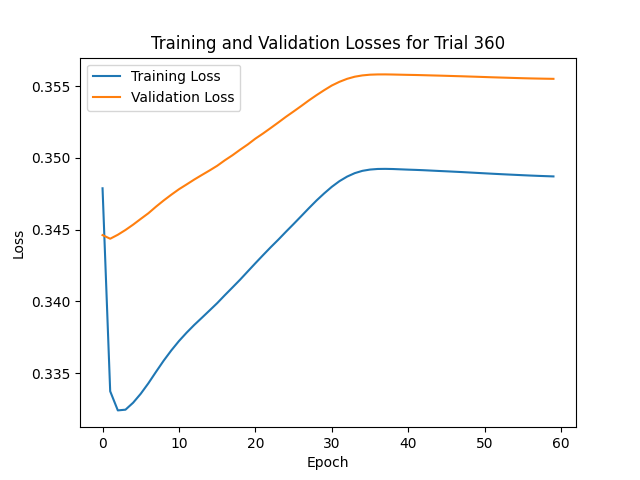 Training and Validation Losses for Trial 360
Training Loss
Validation Loss
0.355
0.350
0.345
0.340
0.335
Loss
0 10 20 30 40 50 60
Epoch